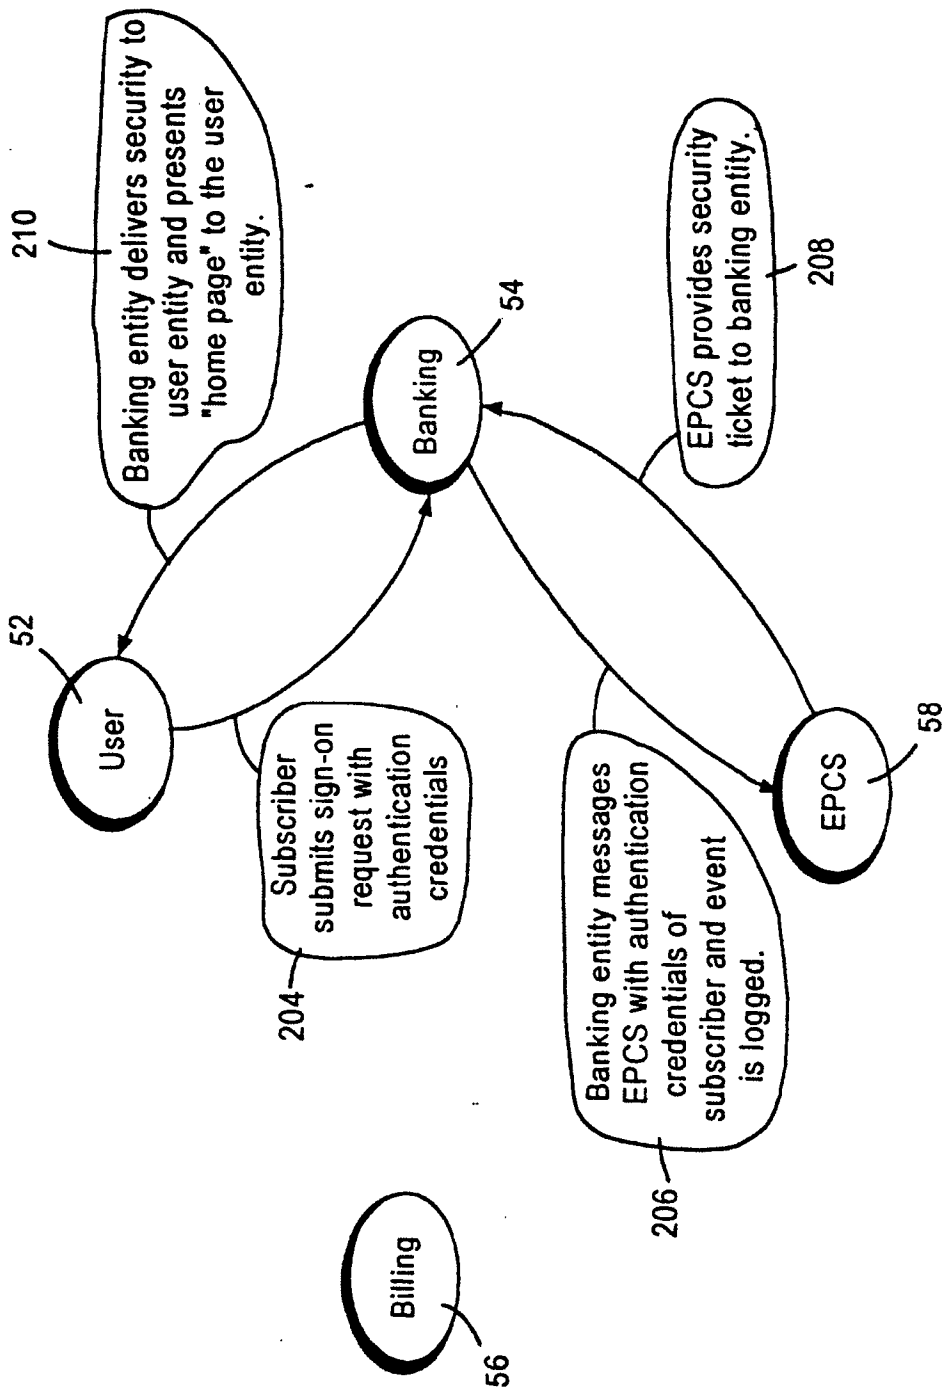 210
Banking entity delivers security to
user entity and presents
"home page" to the user
entity.
52
User
54
Banking
Subscriber
submits sign-on
request with
authentication
credentials
204
EPCS provides security
ticket to banking entity.
208
Banking entity messages
EPCS with authentication
credentials of
subscriber and event
is logged.
206
EPCS
58
Billing
56